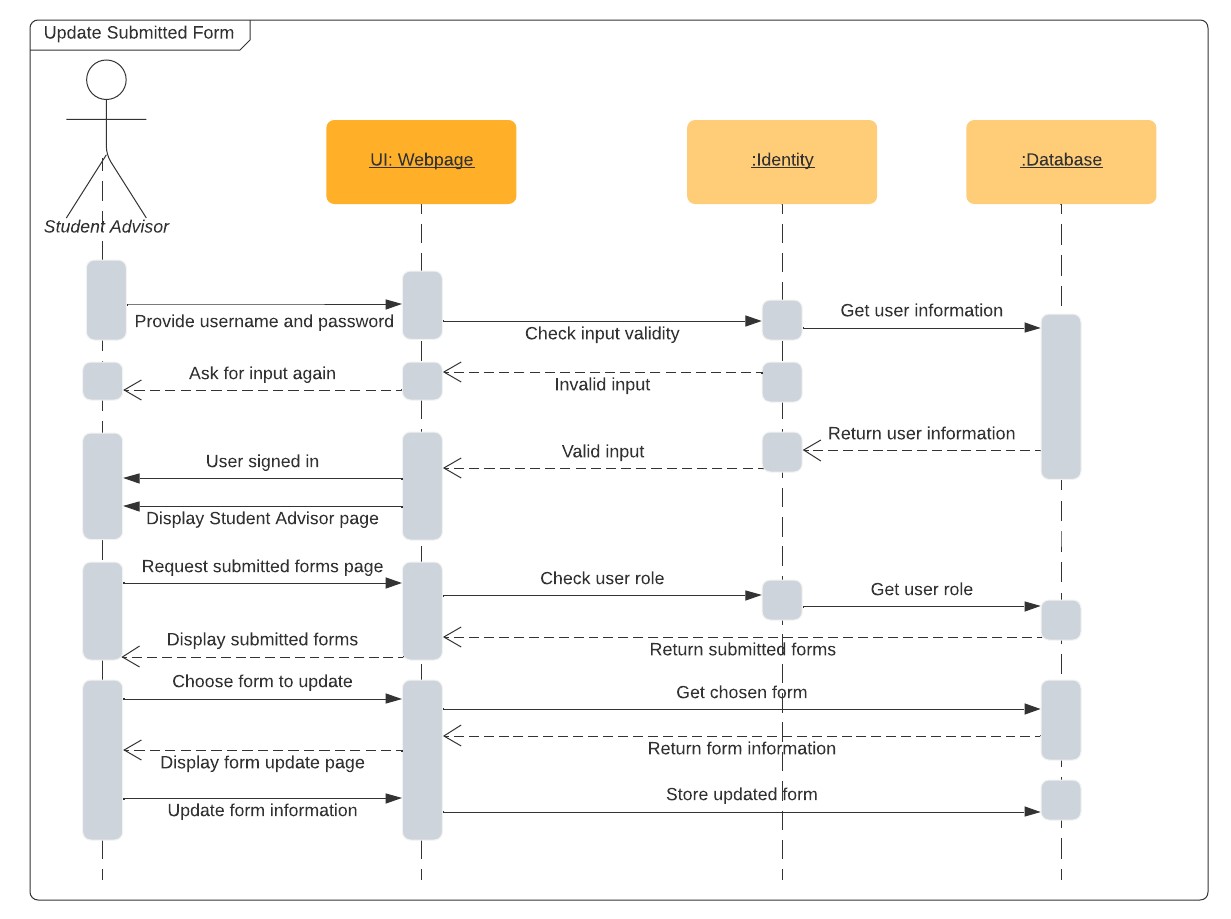 Update Submitted Form
Student Advisor
UI: Webpage
:Identity
:Database
Provide username and password
Check input validity
Get user information
Ask for input again
Invalid input
Return user information
Valid input
User signed in
Display Student Advisor page
Request submitted forms page
Check user role
Get user role
Display submitted forms
Return submitted forms
Choose form to update
Get chosen form
Return form information
Display form update page
Store updated form
Update form information